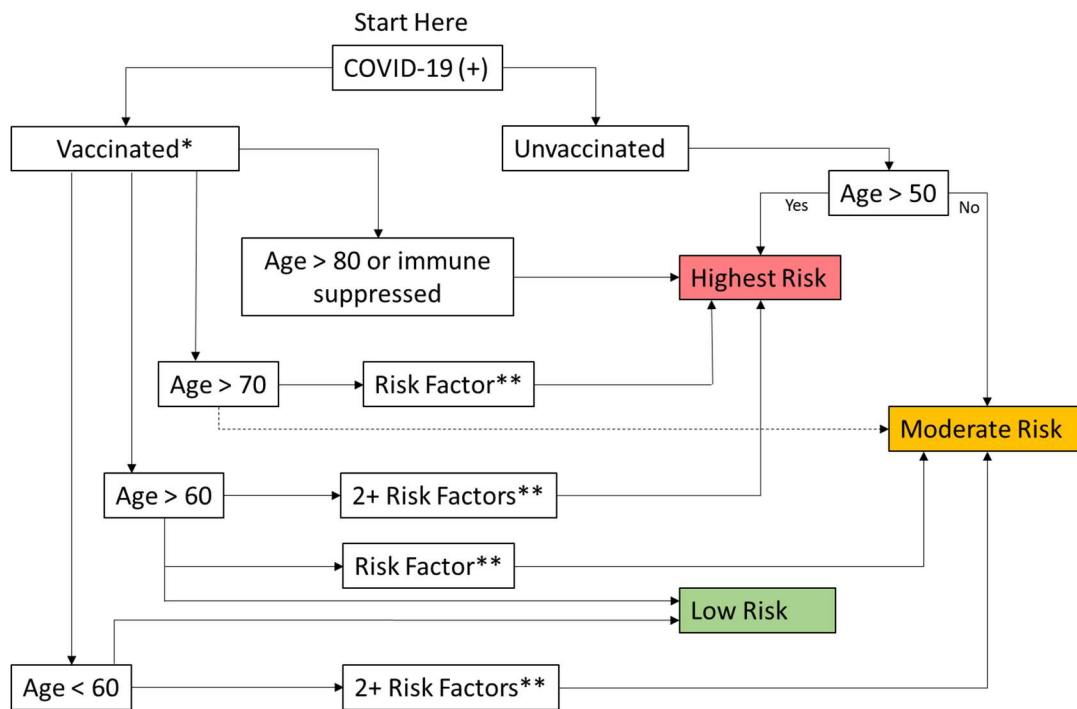 Start Here
COVID-19 (+)
Vaccinated*
Unvaccinated
Age > 50
Yes
No
Age > 80 or immune
suppressed
Highest Risk
Age > 70
Risk Factor**
Moderate Risk
Age > 60
2+ Risk Factors**
Risk Factor**
Low Risk
Age < 60
2+ Risk Factors**